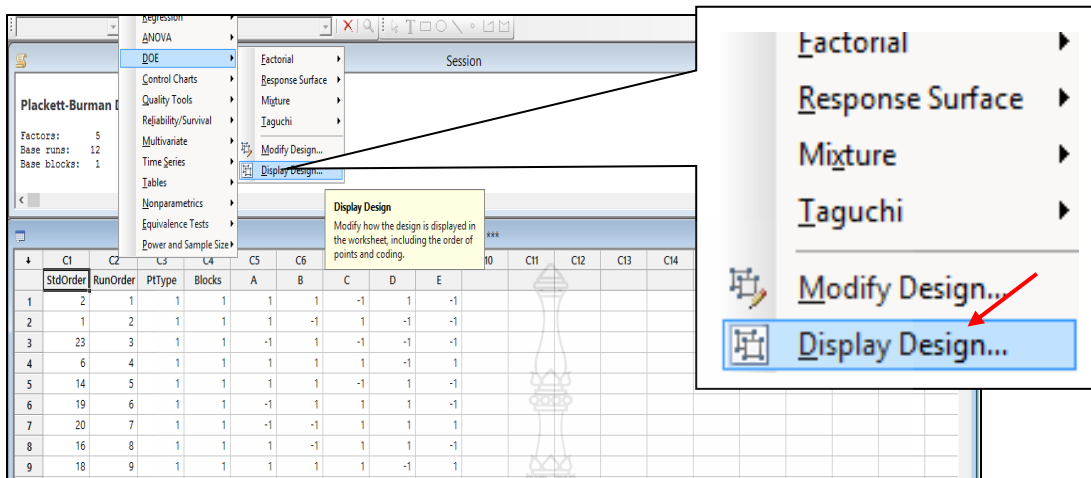 Regression
ANOVA
DOE
Control Charts
Quality Tools
Reliability/Survival
Multivariate
Time Series
Tables
Nonparametrics
Equivalence Tests
Power and Sample Size
Factorial
Response Surface
Mixture
Taguchi
Modify Design...
Display Design...
Session
Plackett-Burman D
Factors: 5
Base runs: 12
Base blocks: 1
Display Design
Modify how the design is displayed in
the worksheet, including the order of
points and coding.
***
C1 C2 C3 C4 C5 C6 10 C11 C12 C13 C14
StdOrder RunOrder PtType Blocks A B C D E
1 2 1 1 1 1 1 -1 1 -1
2 1 2 1 1 1 -1 1 -1 -1
3 23 3 1 1 -1 1 -1 -1 -1
4 6 4 1 1 1 1 1 -1 1
5 14 5 1 1 1 1 -1 1 -1
6 19 6 1 1 -1 1 1 1 -1
7 20 7 1 1 -1 -1 1 1 1
8 16 8 1 1 1 -1 1 1 -1
9 18 9 1 1 1 1 1 -1 1
Factorial
Response Surface
Mixture
Taguchi
Modify Design...
Display Design...